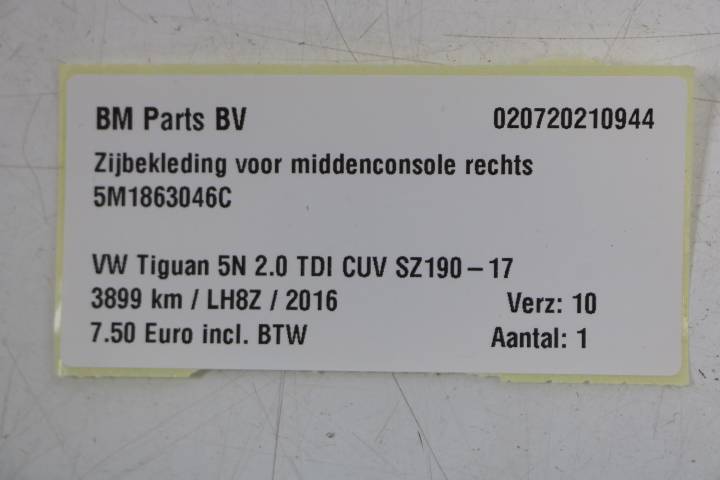 BM Parts BV 020720210944
Zijbekleding voor middenconsole rechts
5M1863046C
VW Tiguan 5N 2.0 TDI CUV SZ190-17
3899 km / LH8Z / 2016 Verz: 10
7.50 Euro incl. BTW Aantal: 1